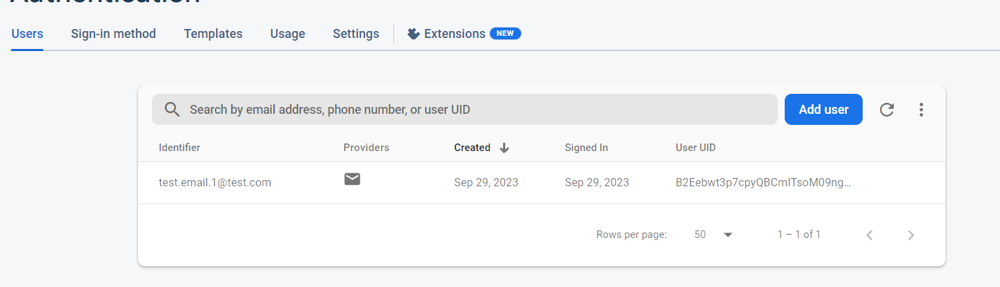 Authentication
Users Sign-in method Templates Usage Settings Extensions NEW
Search by email address, phone number, or user UID Add user
Identifier Providers Created Signed In User UID
test.email.1@test.com Sep 29, 2023 Sep 29, 2023 B2Eebwt3p7cpyQBCmITsoM09ng...
Rows per page: 50 1 – 1 of 1